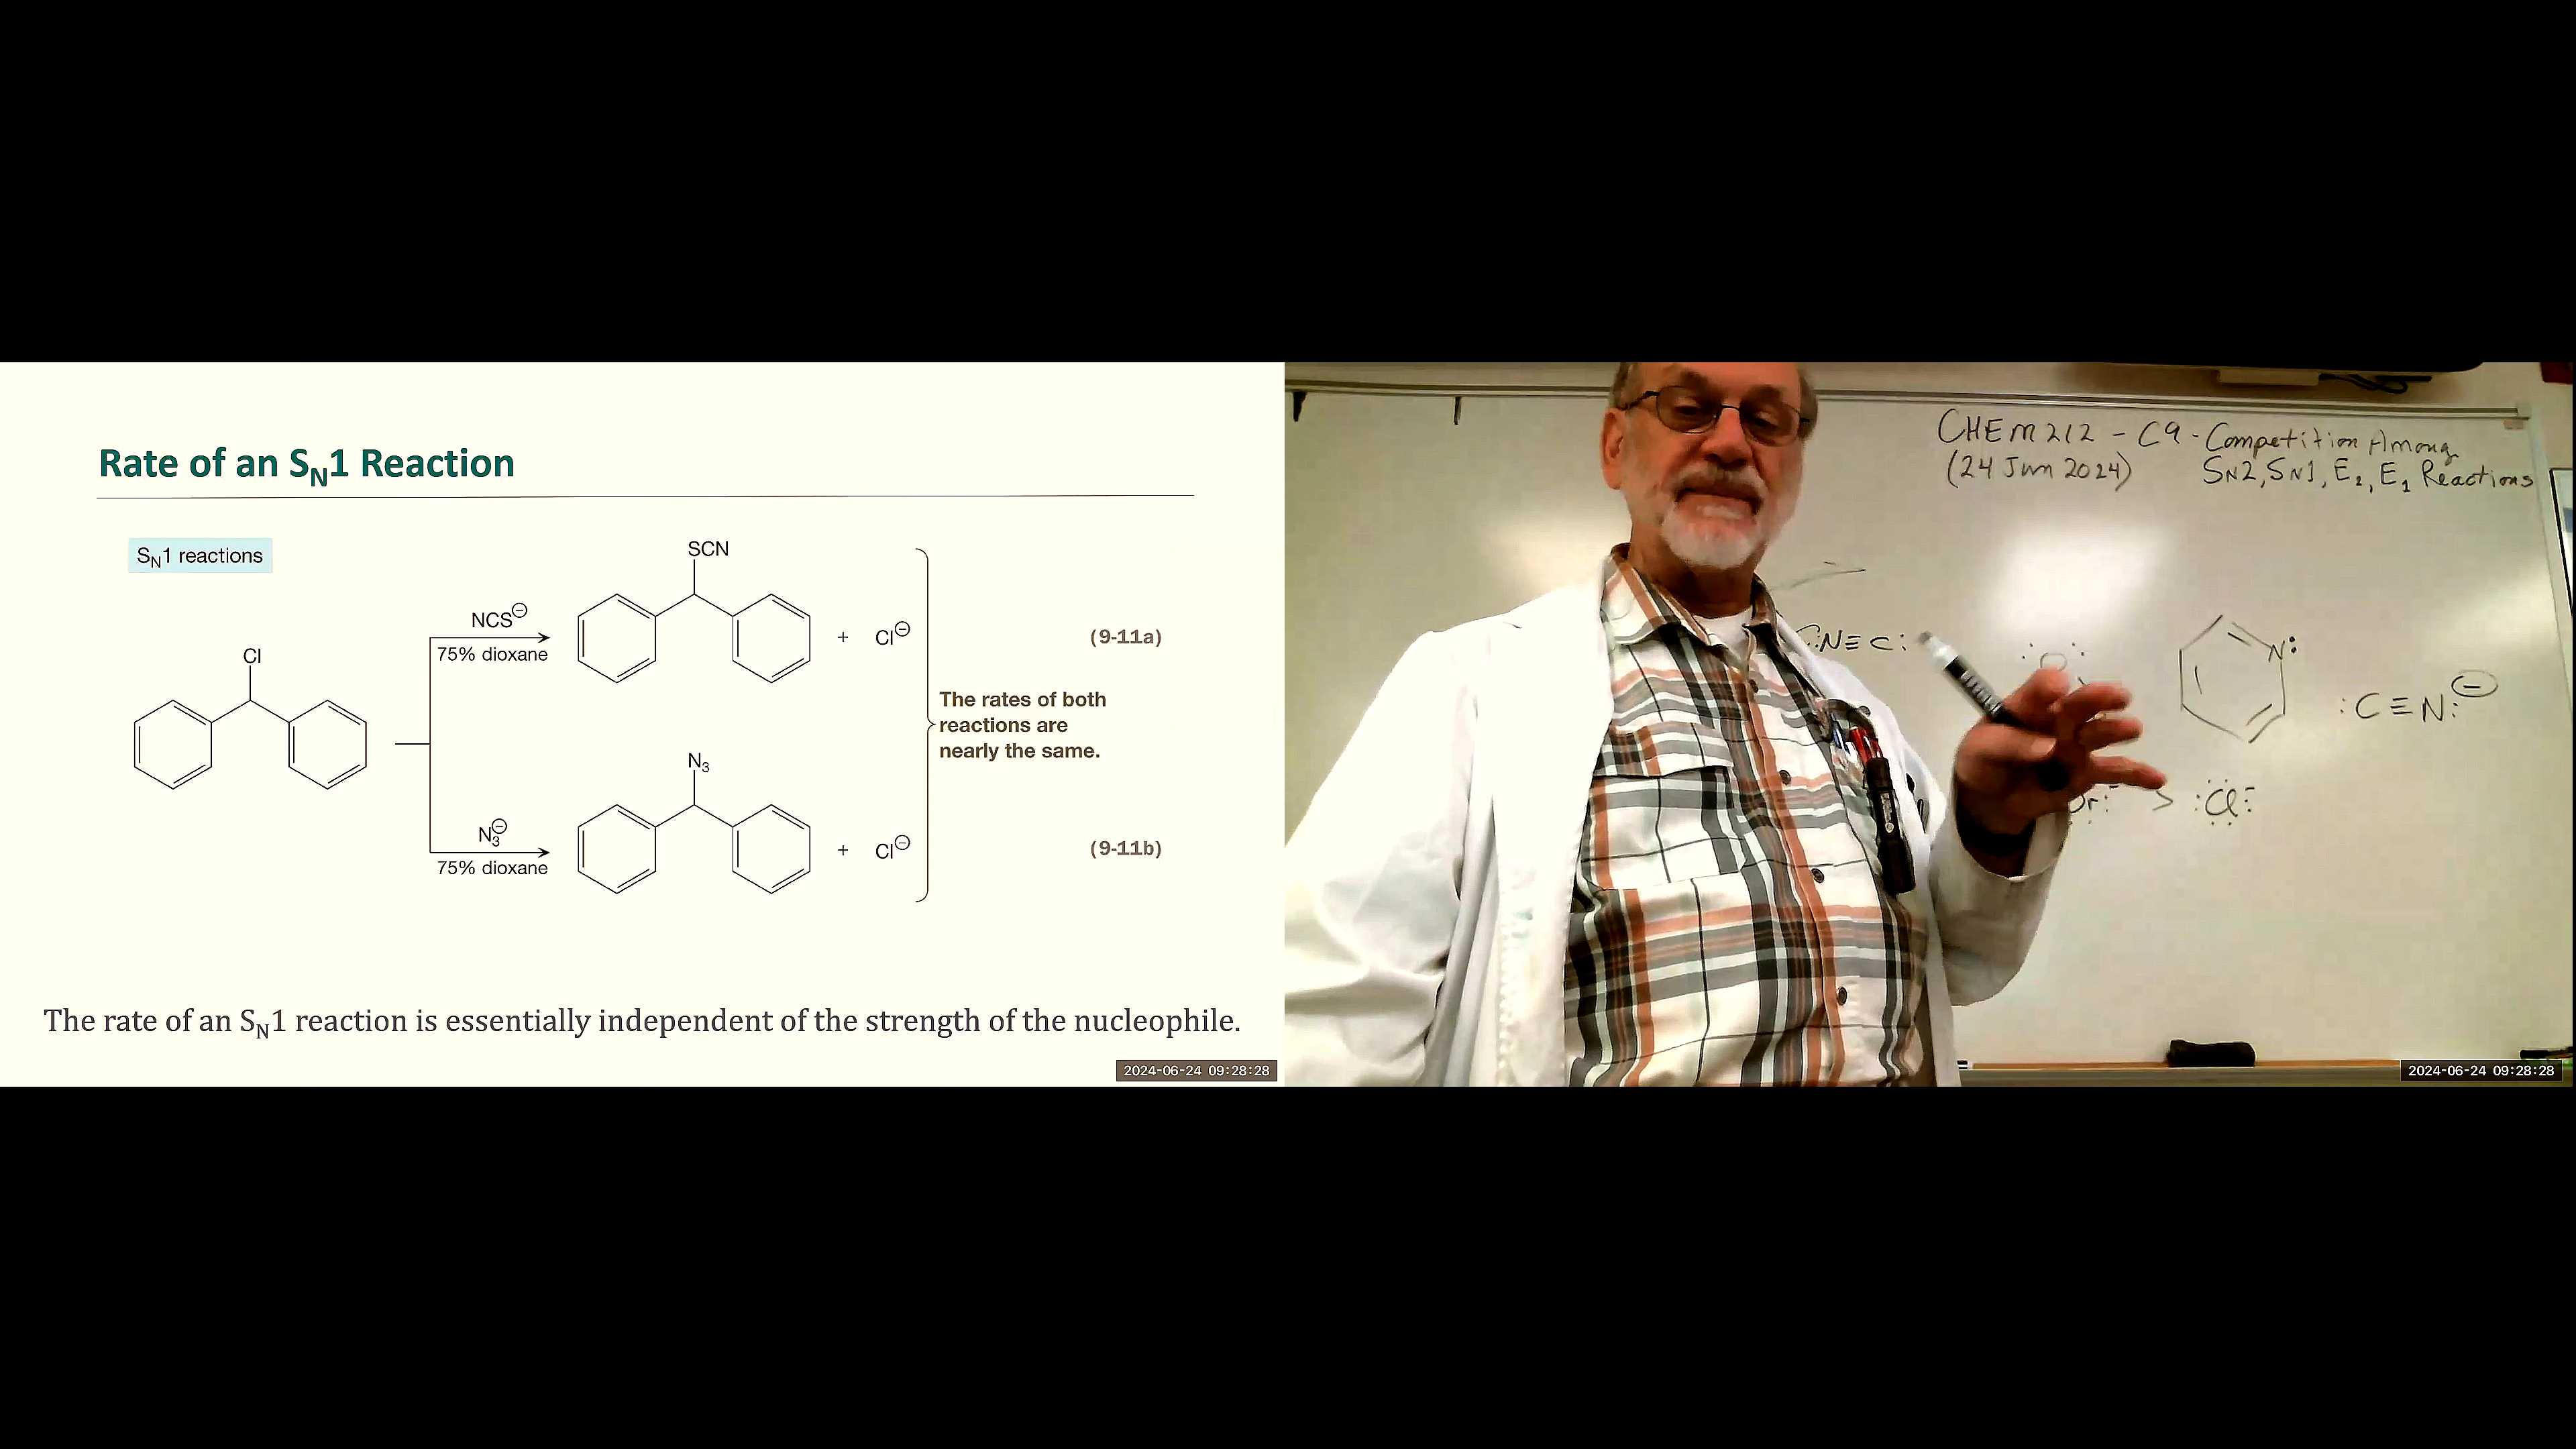 Rate of an SN1 Reaction
SN1 reactions
Cl
NCS⊖
75% dioxane
SCN
+ Cl⊖
(9-11a)
The rates of both
reactions are
nearly the same.
N3⊖
75% dioxane
N3
+ Cl⊖
(9-11b)
The rate of an SN1 reaction is essentially independent of the strength of the nucleophile.
2024-06-24 09:28:28
CHEM212 - C9 - Competition Among
(24 Jun 2024) SN2, SN1, E2, E1 Reactions
N≡C:
N:
:C≡N:⊖
> :Cl:⁻
2024-06-24 09:28:28